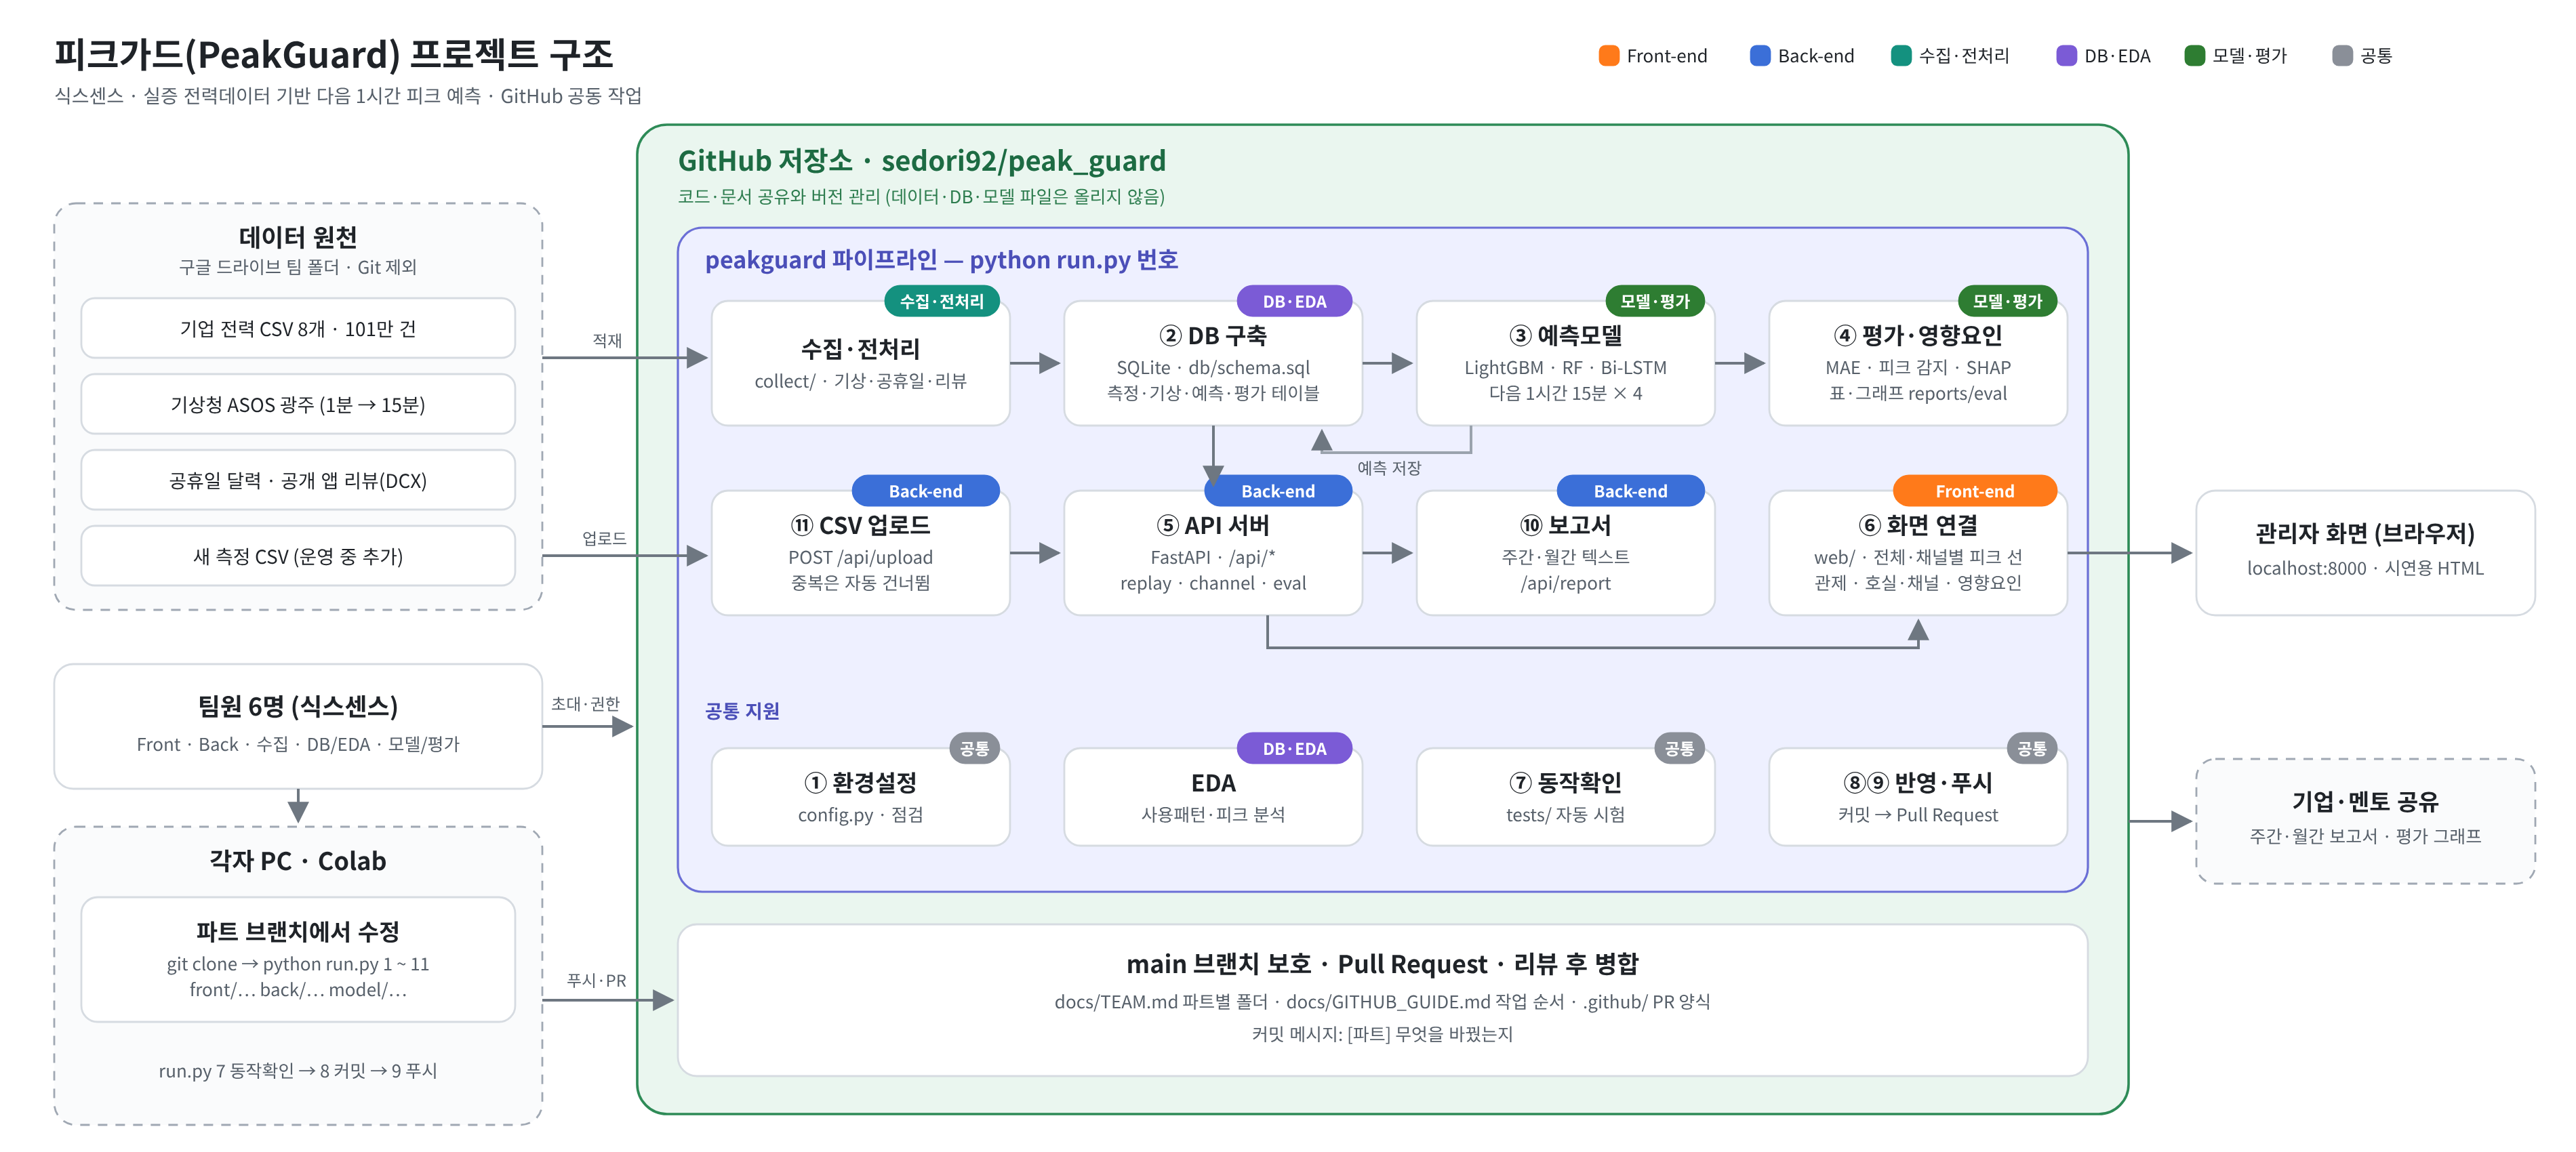 피크가드(PeakGuard) 프로젝트 구조
식스센스 · 실증 전력데이터 기반 다음 1시간 피크 예측 · GitHub 공동 작업
Front-end
Back-end
수집·전처리
DB·EDA
모델·평가
공통
데이터 원천
구글 드라이브 팀 폴더 · Git 제외
기업 전력 CSV 8개 · 101만 건
기상청 ASOS 광주 (1분 → 15분)
공휴일 달력 · 공개 앱 리뷰(DCX)
새 측정 CSV (운영 중 추가)
적재
업로드
팀원 6명 (식스센스)
Front · Back · 수집 · DB/EDA · 모델/평가
초대·권한
각자 PC · Colab
파트 브랜치에서 수정
git clone → python run.py 1 ~ 11
front/… back/… model/…
run.py 7 동작확인 → 8 커밋 → 9 푸시
푸시·PR
GitHub 저장소 · sedori92/peak_guard
코드·문서 공유와 버전 관리 (데이터·DB·모델 파일은 올리지 않음)
peakguard 파이프라인 — python run.py 번호
수집·전처리
수집·전처리
collect/ · 기상·공휴일·리뷰
DB·EDA
② DB 구축
SQLite · db/schema.sql
측정·기상·예측·평가 테이블
모델·평가
③ 예측모델
LightGBM · RF · Bi-LSTM
다음 1시간 15분 × 4
모델·평가
④ 평가·영향요인
MAE · 피크 감지 · SHAP
표·그래프 reports/eval
예측 저장
Back-end
⑪ CSV 업로드
POST /api/upload
중복은 자동 건너뜀
Back-end
⑤ API 서버
FastAPI · /api/*
replay · channel · eval
Back-end
⑩ 보고서
주간·월간 텍스트
/api/report
Front-end
⑥ 화면 연결
web/ · 전체·채널별 피크 선
관제 · 호실·채널 · 영향요인
공통 지원
공통
① 환경설정
config.py · 점검
DB·EDA
EDA
사용패턴·피크 분석
공통
⑦ 동작확인
tests/ 자동 시험
공통
⑧⑨ 반영·푸시
커밋 → Pull Request
main 브랜치 보호 · Pull Request · 리뷰 후 병합
docs/TEAM.md 파트별 폴더 · docs/GITHUB_GUIDE.md 작업 순서 · .github/ PR 양식
커밋 메시지: [파트] 무엇을 바꿨는지
관리자 화면 (브라우저)
localhost:8000 · 시연용 HTML
기업·멘토 공유
주간·월간 보고서 · 평가 그래프